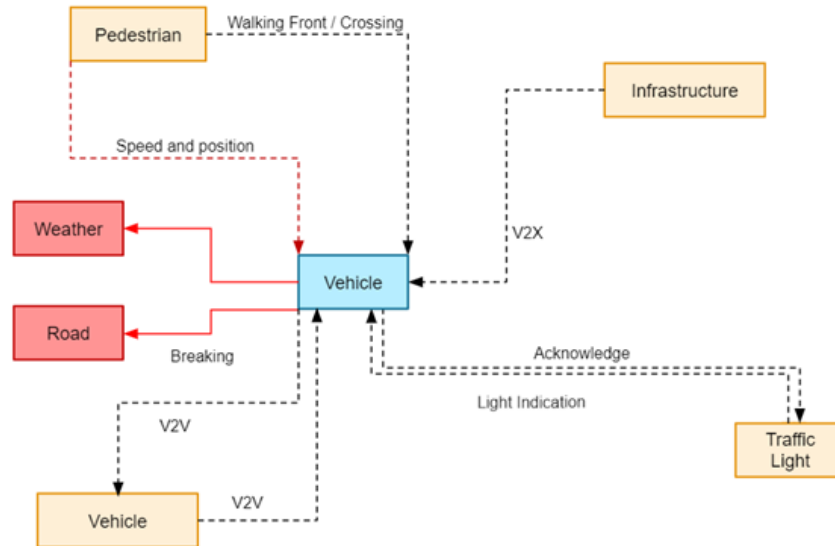 Walking Front / Crossing
Pedestrian
Infrastructure
Speed and position
Weather
V2X
Vehicle
Road
Breaking
Acknowledge
Light Indication
V2V
Traffic
Light
V2V
Vehicle